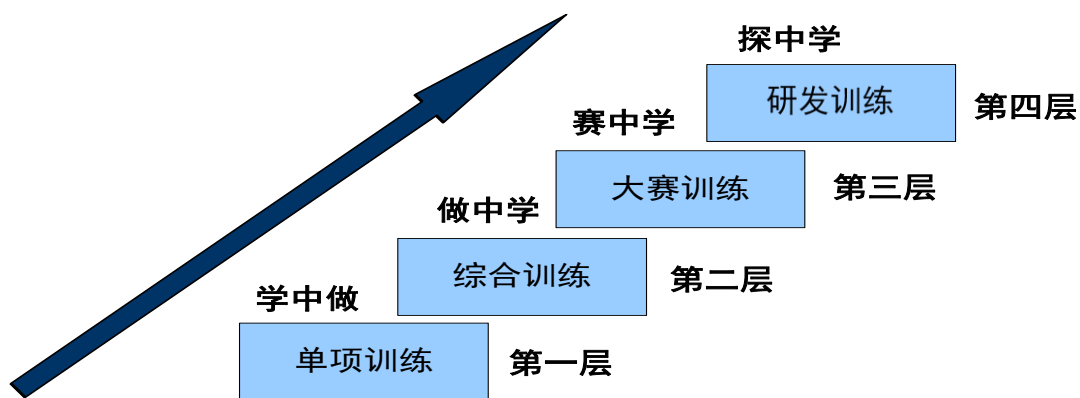 探中学
研发训练
第四层
赛中学
大赛训练
第三层
做中学
综合训练
第二层
学中做
单项训练
第一层